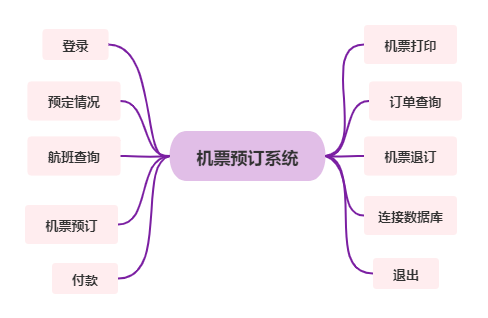 登录
预定情况
航班查询
机票预订
付款
机票预订系统
机票打印
订单查询
机票退订
连接数据库
退出